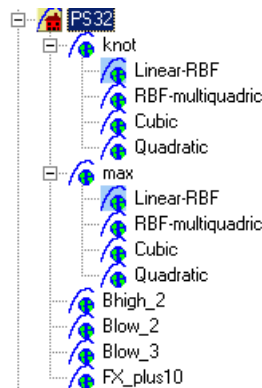 PS32
knot
Linear-RBF
RBF-multiquadric
Cubic
Quadratic
max
Linear-RBF
RBF-multiquadric
Cubic
Quadratic
Bhigh_2
Blow_2
Blow_3
FX_plus10